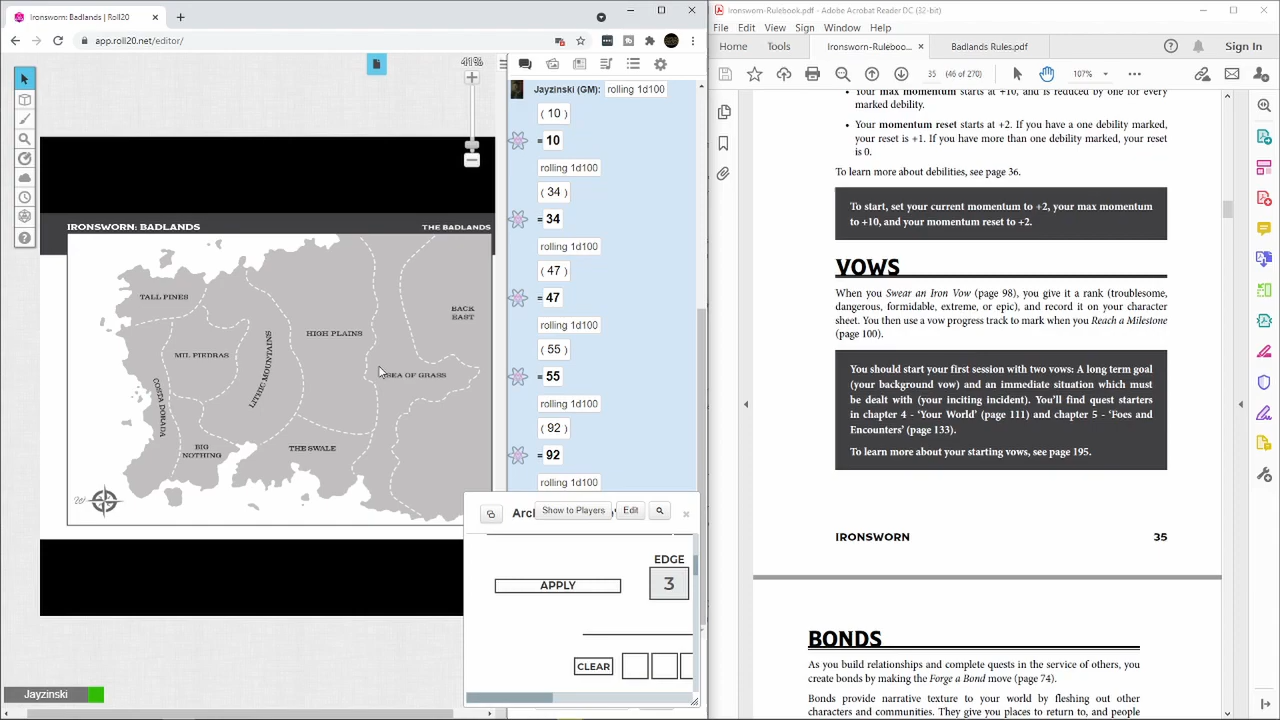 Ironsworn: Badlands | Roll20
app.roll20.net/editor/
41%
IRONSWORN: BADLANDS
THE BADLANDS
TALL PINES
BACK
EAST
HIGH PLAINS
MIL PIEDRAS
LITHIC MOUNTAINS
SEA OF GRASS
COSTA DORADA
BIG
NOTHING
THE SWALE
Jayzinski
Jayzinski (GM):
rolling 1d100
( 10 )
= 10
rolling 1d100
( 34 )
= 34
rolling 1d100
( 47 )
= 47
rolling 1d100
( 55 )
= 55
rolling 1d100
( 92 )
= 92
rolling 1d100
Show to Players
Edit
EDGE
APPLY
3
CLEAR
Ironsworn-Rulebook.pdf - Adobe Acrobat Reader DC (32-bit)
File Edit View Sign Window Help
Home Tools Ironsworn-Ruleboo... Badlands Rules.pdf Sign In
35 (46 of 270) 107%
• Your max momentum starts at +10, and is reduced by one for every
marked debility.
• Your momentum reset starts at +2. If you have a one debility marked,
your reset is +1. If you have more than one debility marked, your reset
is 0.
To learn more about debilities, see page 36.
To start, set your current momentum to +2, your max momentum
to +10, and your momentum reset to +2.
VOWS
When you Swear an Iron Vow (page 98), you give it a rank (troublesome,
dangerous, formidable, extreme, or epic), and record it on your character
sheet. You then use a vow progress track to mark when you Reach a Milestone
(page 100).
You should start your first session with two vows: A long term goal
(your background vow) and an immediate situation which must
be dealt with (your inciting incident). You'll find quest starters
in chapter 4 - 'Your World' (page 111) and chapter 5 - 'Foes and
Encounters' (page 133).
To learn more about your starting vows, see page 195.
IRONSWORN
35
BONDS
As you build relationships and complete quests in the service of others, you
create bonds by making the Forge a Bond move (page 74).
Bonds provide narrative texture to your world by fleshing out other
characters and communities. They give you places to return to, and people